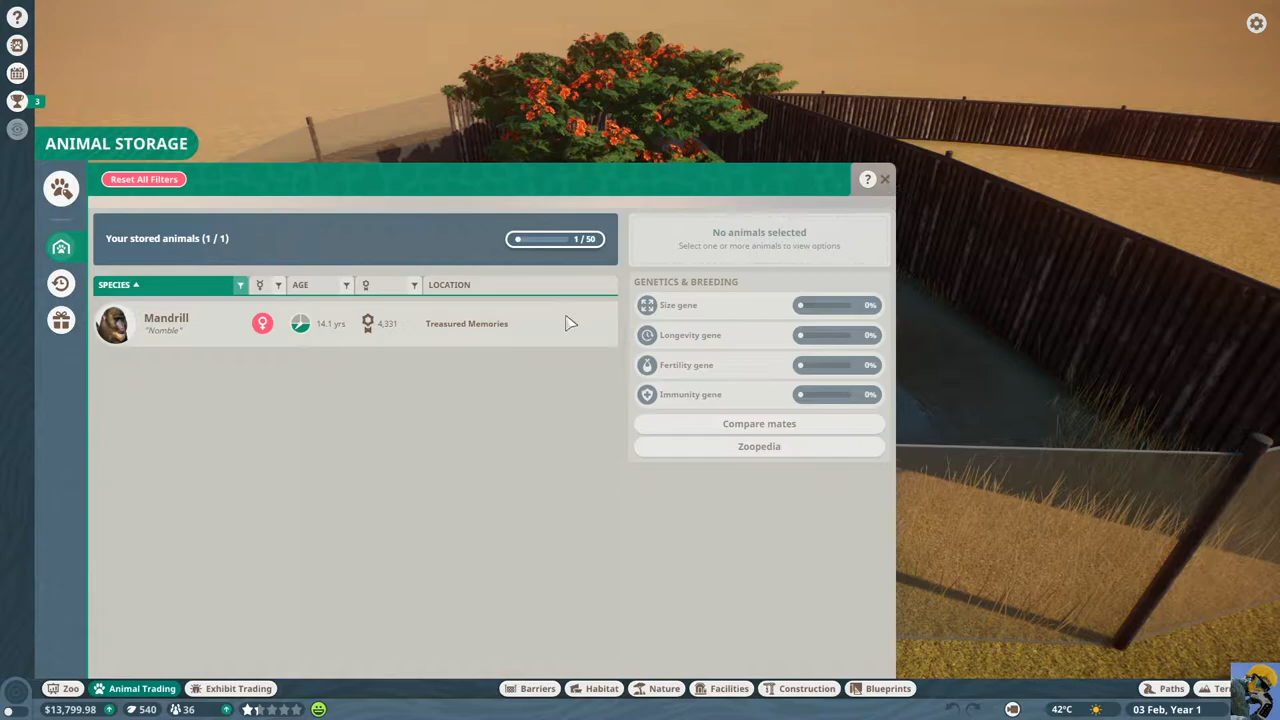 ?
3
ANIMAL STORAGE
Reset All Filters
?
Your stored animals (1 / 1)
1 / 50
No animals selected
Select one or more animals to view options
SPECIES
AGE
LOCATION
GENETICS & BREEDING
Mandrill
"Nomble"
14.1 yrs
4,331
Treasured Memories
Size gene
0%
Longevity gene
0%
Fertility gene
0%
Immunity gene
0%
Compare mates
Zoopedia
Zoo
Animal Trading
Exhibit Trading
Barriers
Habitat
Nature
Facilities
Construction
Blueprints
Paths
$13,799.98
540
36
42°C
03 Feb, Year 1